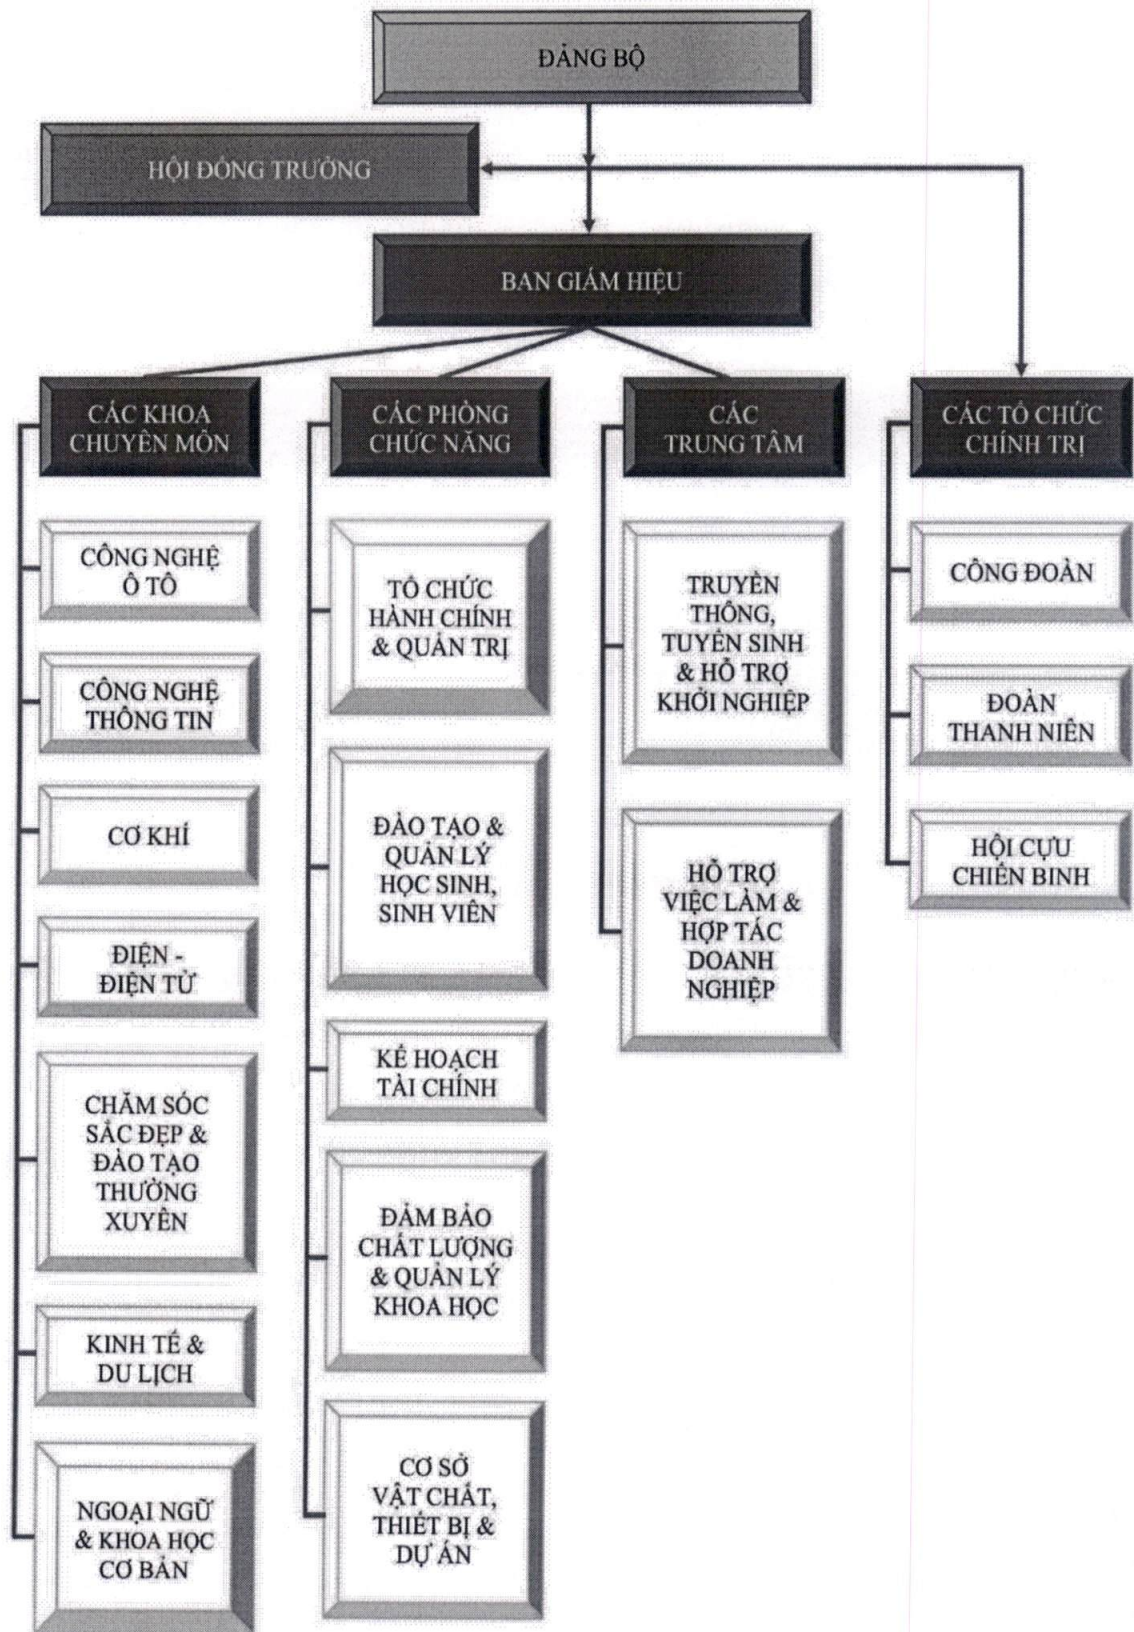 ĐẢNG BỘ
HỘI ĐỒNG TRƯỜNG
BAN GIÁM HIỆU
CÁC KHOA
CHUYÊN MÔN
CÔNG NGHỆ
Ô TÔ
CÔNG NGHỆ
THÔNG TIN
CƠ KHÍ
ĐIỆN -
ĐIỆN TỬ
CHĂM SÓC
SẮC ĐẸP &
ĐÀO TẠO
THƯỜNG
XUYÊN
KINH TẾ &
DU LỊCH
NGOẠI NGỮ
& KHOA HỌC
CƠ BẢN
CÁC PHÒNG
CHỨC NĂNG
TỔ CHỨC
HÀNH CHÍNH
& QUẢN TRỊ
ĐÀO TẠO &
QUẢN LÝ
HỌC SINH,
SINH VIÊN
KẾ HOẠCH
TÀI CHÍNH
ĐẢM BẢO
CHẤT LƯỢNG
& QUẢN LÝ
KHOA HỌC
CƠ SỞ
VẬT CHẤT,
THIẾT BỊ &
DỰ ÁN
CÁC
TRUNG TÂM
TRUYỀN
THÔNG,
TUYỂN SINH
& HỖ TRỢ
KHỞI NGHIỆP
HỖ TRỢ
VIỆC LÀM &
HỢP TÁC
DOANH
NGHIỆP
CÁC TỔ CHỨC
CHÍNH TRỊ
CÔNG ĐOÀN
ĐOÀN
THANH NIÊN
HỘI CỰU
CHIẾN BINH